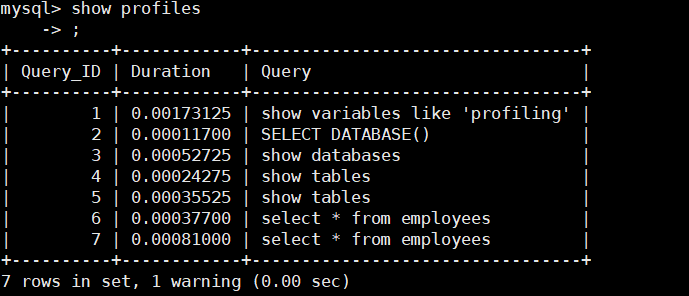 mysql> show profiles
    -> ;
+----------+------------+---------------------------------+
| Query_ID | Duration   | Query                           |
+----------+------------+---------------------------------+
|        1 | 0.00173125 | show variables like 'profiling' |
|        2 | 0.00011700 | SELECT DATABASE()               |
|        3 | 0.00052725 | show databases                  |
|        4 | 0.00024275 | show tables                     |
|        5 | 0.00035525 | show tables                     |
|        6 | 0.00037700 | select * from employees         |
|        7 | 0.00081000 | select * from employees         |
+----------+------------+---------------------------------+
7 rows in set, 1 warning (0.00 sec)